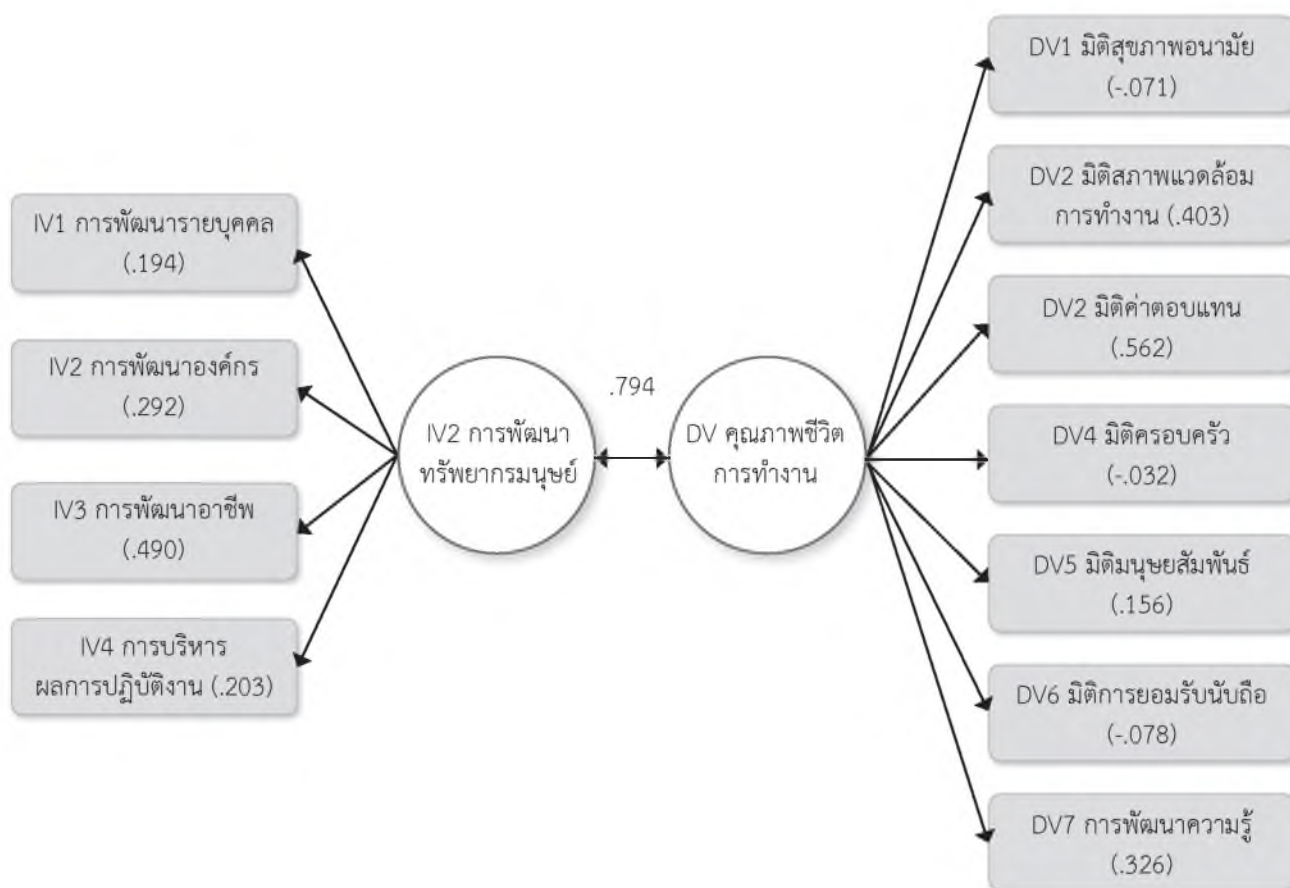 IV1 การพัฒนารายบุคคล
(.194)
IV2 การพัฒนาองค์กร
(.292)
IV3 การพัฒนาอาชีพ
(.490)
IV4 การบริหาร
ผลการปฏิบัติงาน (.203)
IV2 การพัฒนา
ทรัพยากรมนุษย์
.794
DV คุณภาพชีวิต
การทำงาน
DV1 มิติสุขภาพอนามัย
(-.071)
DV2 มิติสภาพแวดล้อม
การทำงาน (.403)
DV2 มิติค่าตอบแทน
(.562)
DV4 มิติครอบครัว
(-.032)
DV5 มิติมนุษยสัมพันธ์
(.156)
DV6 มิติการยอมรับนับถือ
(-.078)
DV7 การพัฒนาความรู้
(.326)